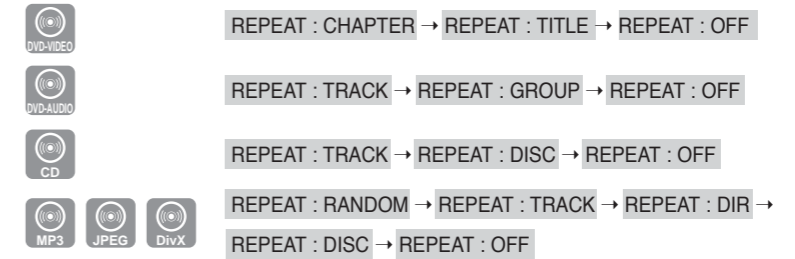 DVD-VIDEO REPEAT : CHAPTER → REPEAT : TITLE → REPEAT : OFF
DVD-AUDIO REPEAT : TRACK → REPEAT : GROUP → REPEAT : OFF
CD REPEAT : TRACK → REPEAT : DISC → REPEAT : OFF
MP3 JPEG DivX REPEAT : RANDOM → REPEAT : TRACK → REPEAT : DIR →
REPEAT : DISC → REPEAT : OFF